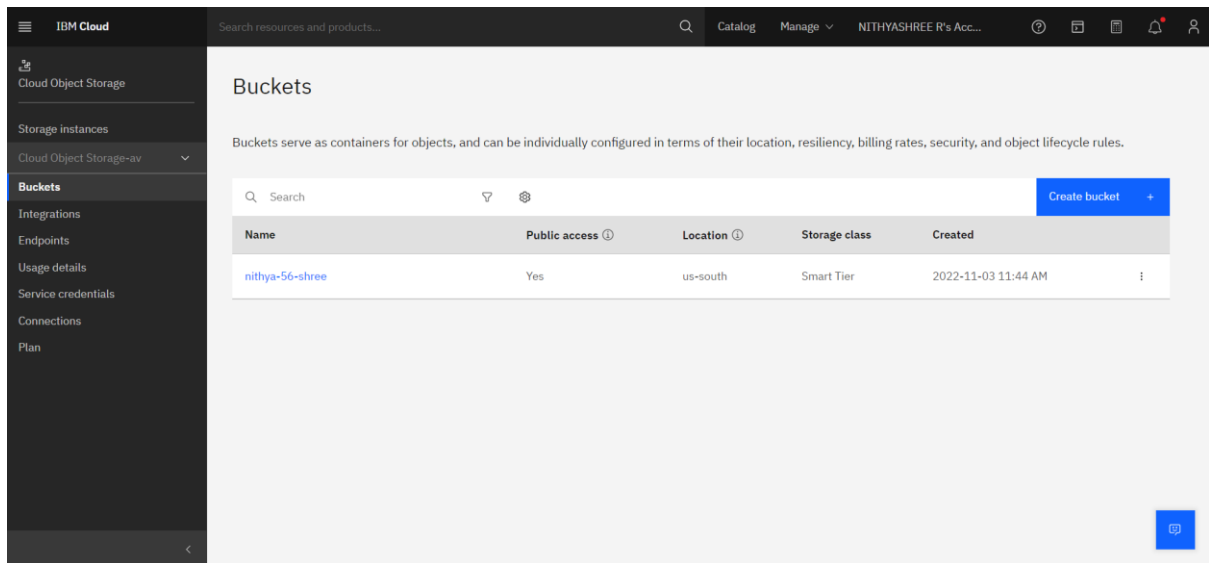 IBM Cloud
Search resources and products...
Catalog
Manage
NITHYASHREE R's Acc...
Cloud Object Storage
Storage instances
Cloud Object Storage-av
Buckets
Integrations
Endpoints
Usage details
Service credentials
Connections
Plan
Buckets
Buckets serve as containers for objects, and can be individually configured in terms of their location, resiliency, billing rates, security, and object lifecycle rules.
Search
Create bucket +
Name Public access Location Storage class Created
nithya-56-shree Yes us-south Smart Tier 2022-11-03 11:44 AM